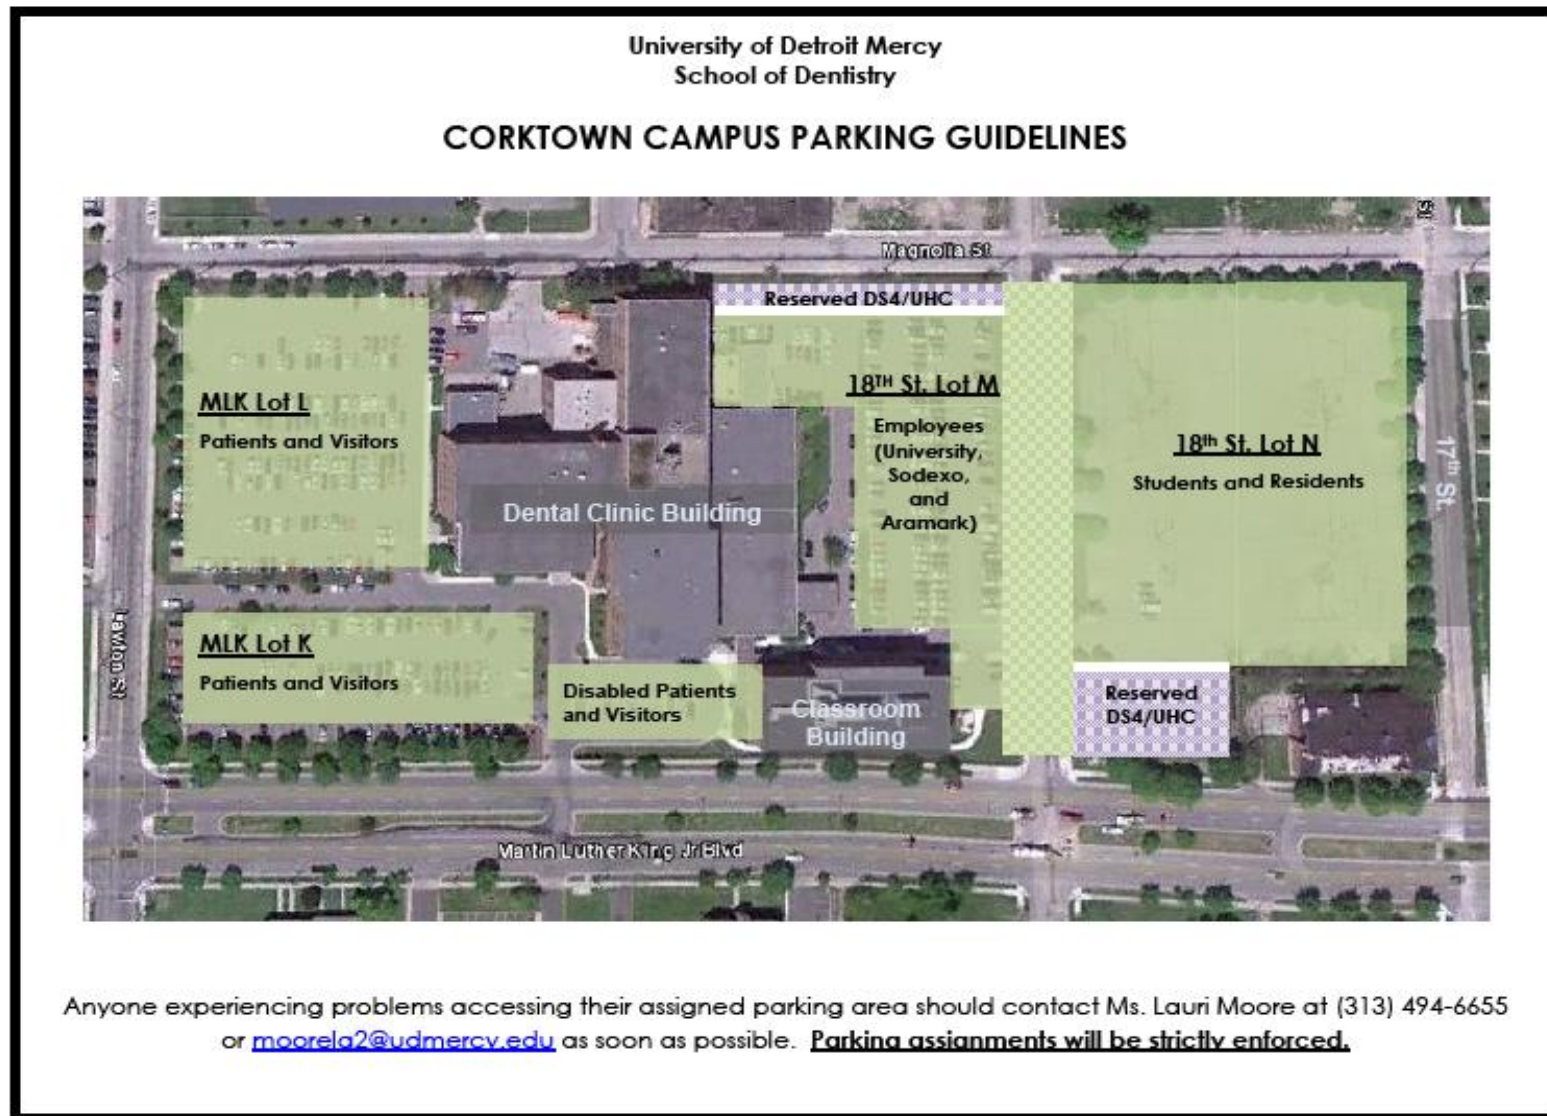 University of Detroit Mercy
School of Dentistry
CORKTOWN CAMPUS PARKING GUIDELINES
St
Magnolia St
Reserved DS4/UHC
MLK Lot L
Patients and Visitors
18TH St. Lot M
Employees
(University,
Sodexo,
and
Aramark)
18th St. Lot N
Students and Residents
17th St.
Dental Clinic Building
Lawton St
MLK Lot K
Patients and Visitors
Disabled Patients
and Visitors
Classroom
Building
Reserved
DS4/UHC
Martin Luther King Jr Blvd
Anyone experiencing problems accessing their assigned parking area should contact Ms. Lauri Moore at (313) 494-6655
or moorela2@udmercy.edu as soon as possible. Parking assignments will be strictly enforced.